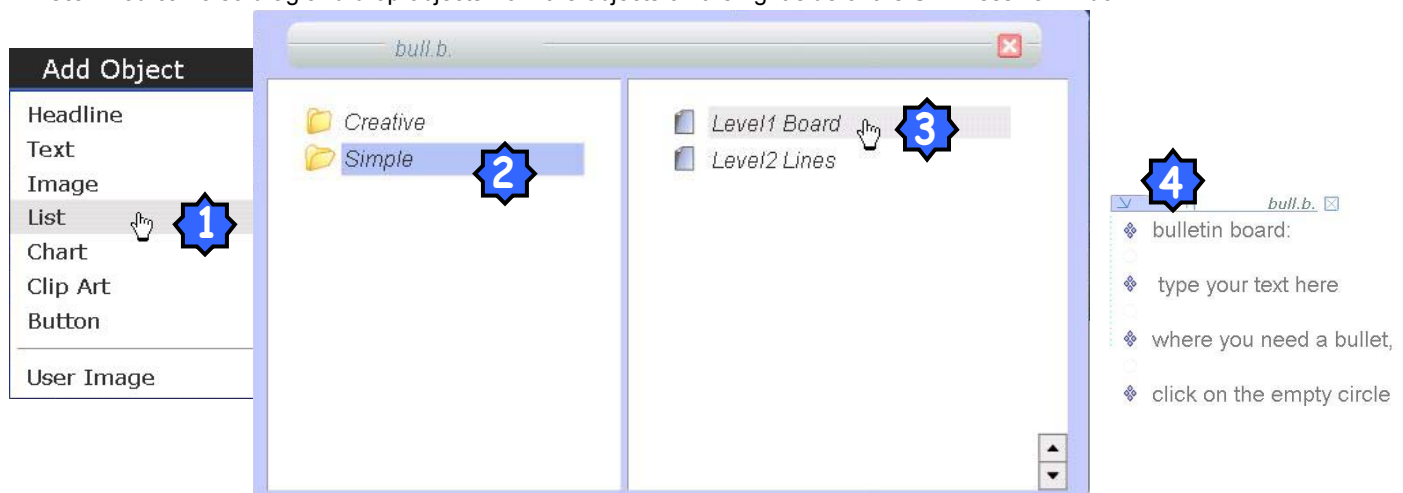 Add Object
Headline
Text
Image
List
Chart
Clip Art
Button
User Image
1
bull.b.
Creative
Simple
2
Level1 Board
3
Level2 Lines
4
bull.b.
bulletin board:
type your text here
where you need a bullet,
click on the empty circle